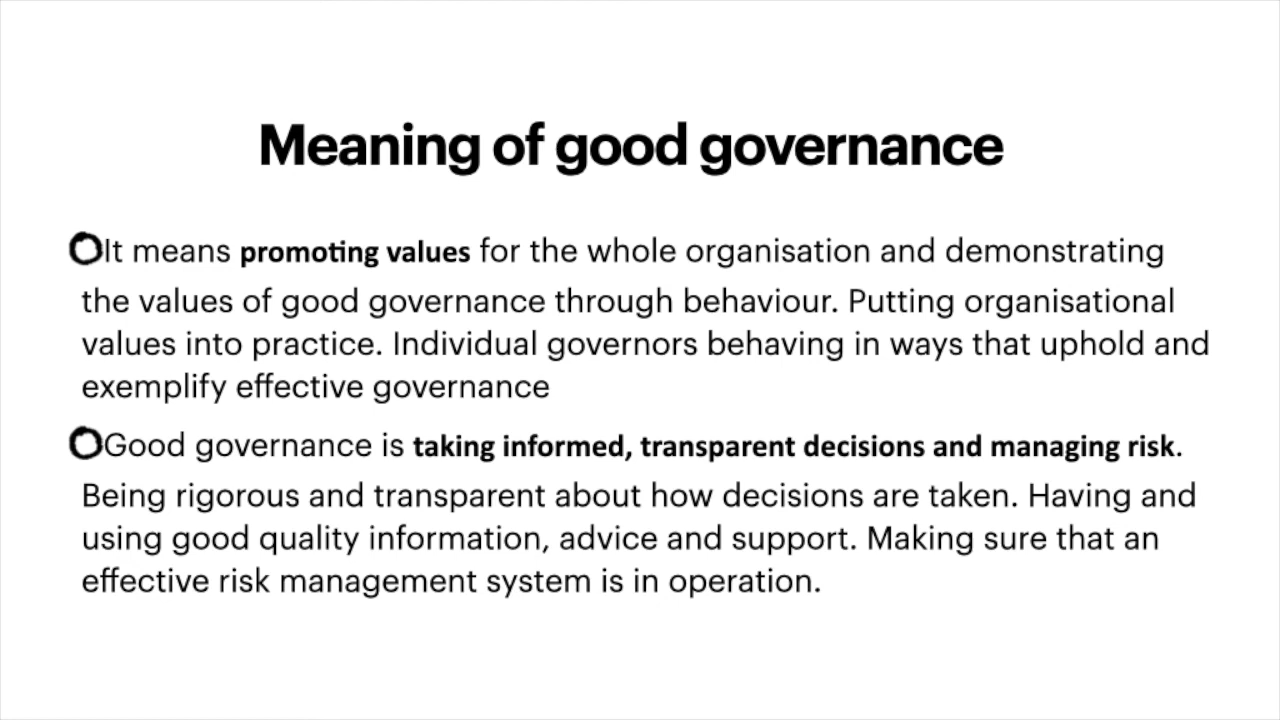 Meaning of good governance
It means promoting values for the whole organisation and demonstrating
the values of good governance through behaviour. Putting organisational
values into practice. Individual governors behaving in ways that uphold and
exemplify effective governance
Good governance is taking informed, transparent decisions and managing risk.
Being rigorous and transparent about how decisions are taken. Having and
using good quality information, advice and support. Making sure that an
effective risk management system is in operation.